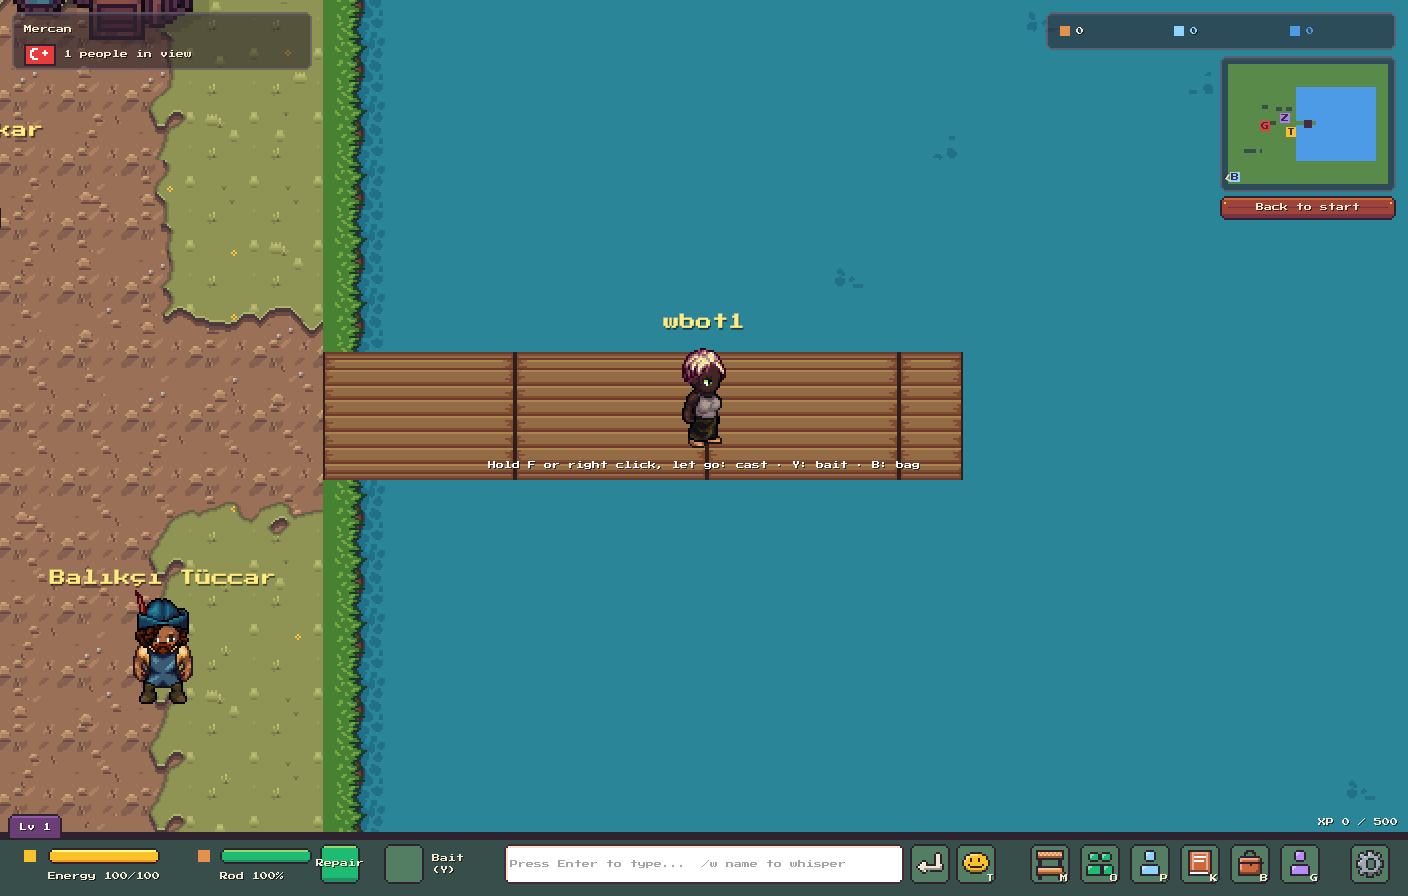 Mercan
1 people in view
0 0 0
kar
Z
G
T
B
Back to start
wbot1
Hold F or right click, let go: cast · Y: bait · B: bag
Balıkçı Tüccar
Lv 1
XP 0 / 500
Energy 100/100
Rod 100%
Repair
Bait
(Y)
Press Enter to type... /w name to whisper
T
M
O
P
K
B
G